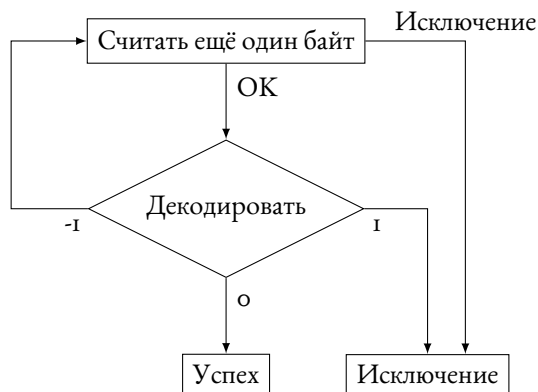 Исключение
Считать ещё один байт
OK
Декодировать
-1
1
0
Успех
Исключение